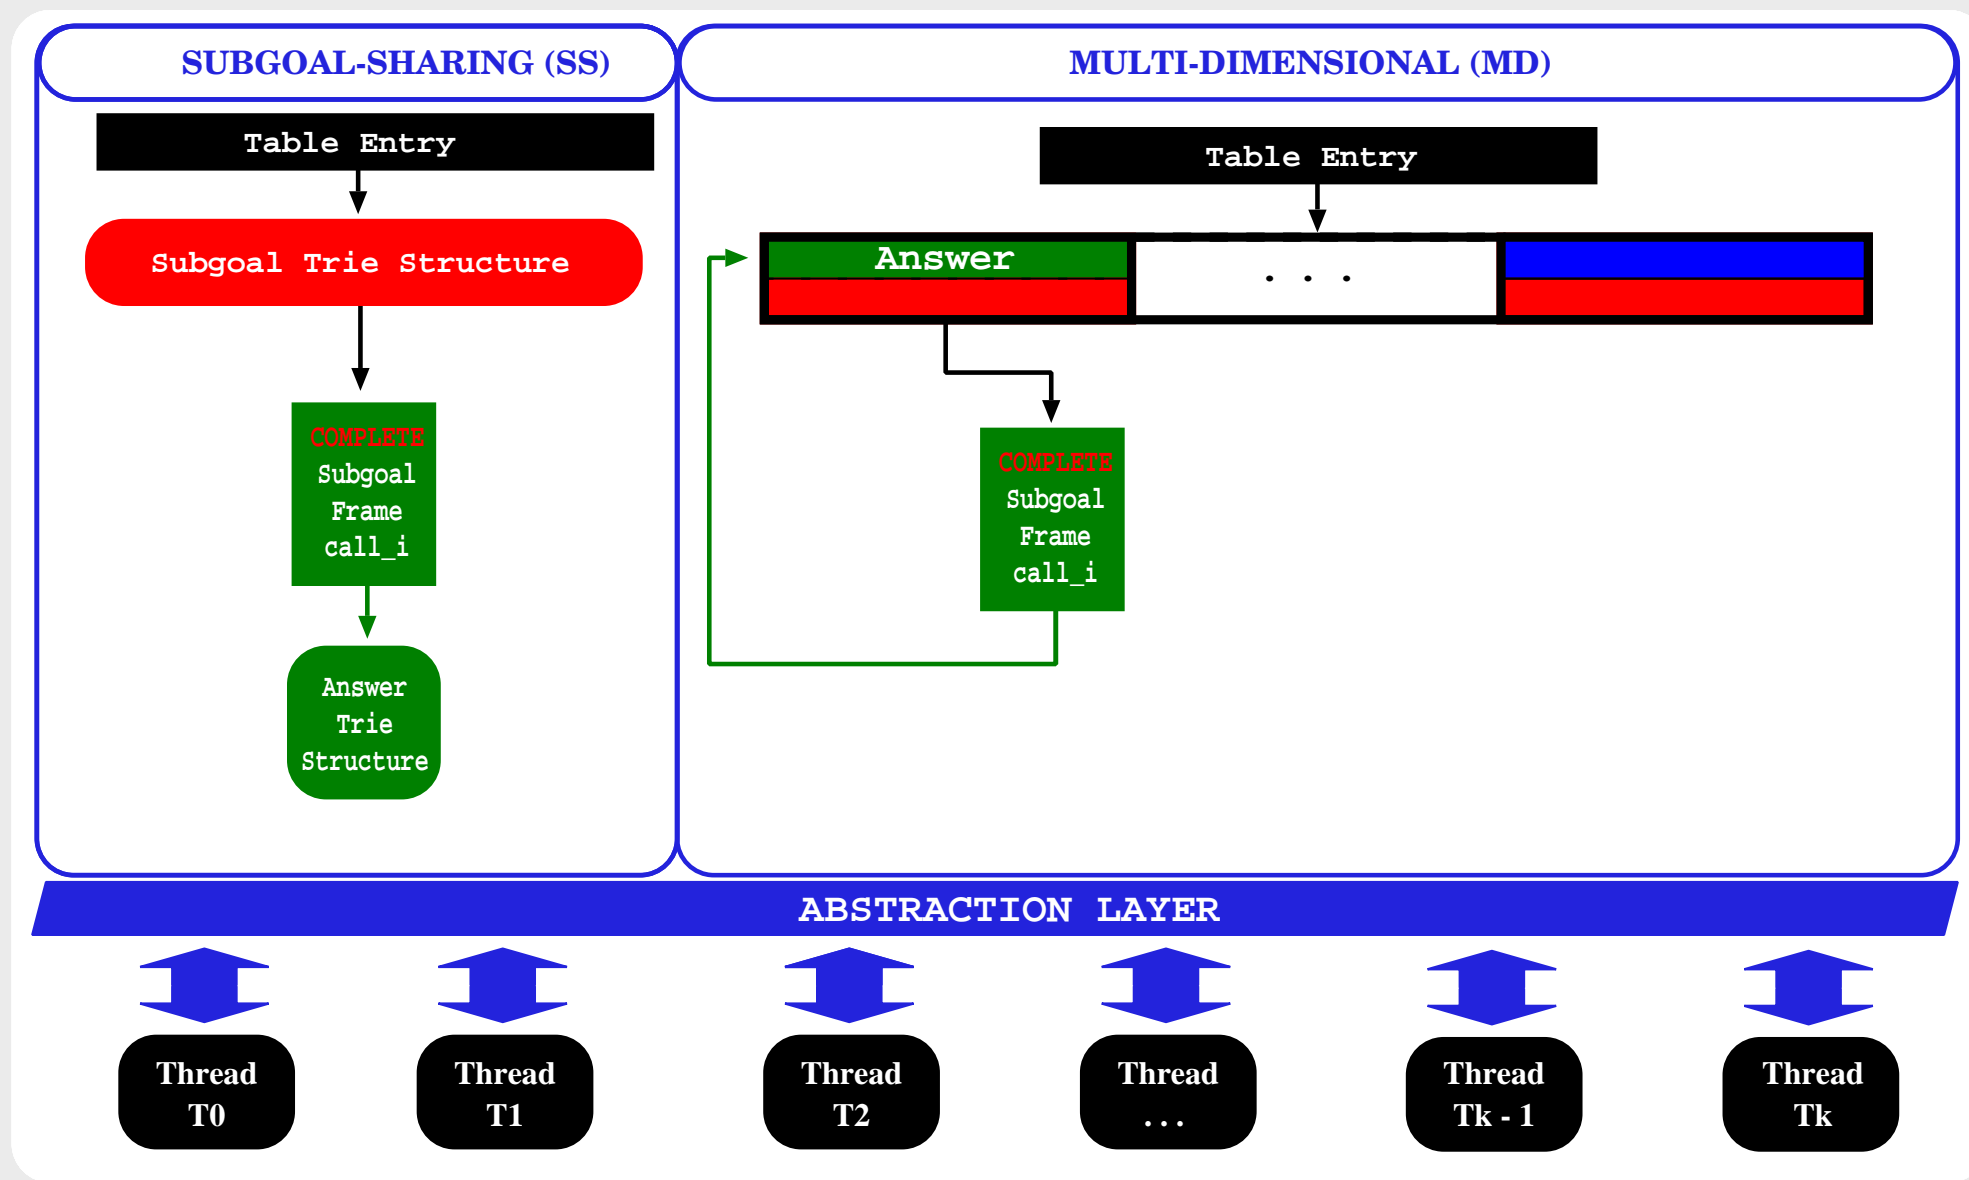 SUBGOAL-SHARING (SS)
MULTI-DIMENSIONAL (MD)
Table Entry
Subgoal Trie Structure
COMPLETE
Subgoal
Frame
call_i
Answer
Trie
Structure
Table Entry
Answer
. . .
COMPLETE
Subgoal
Frame
call_i
ABSTRACTION LAYER
Thread
T0
Thread
T1
Thread
T2
Thread
. . .
Thread
Tk - 1
Thread
Tk